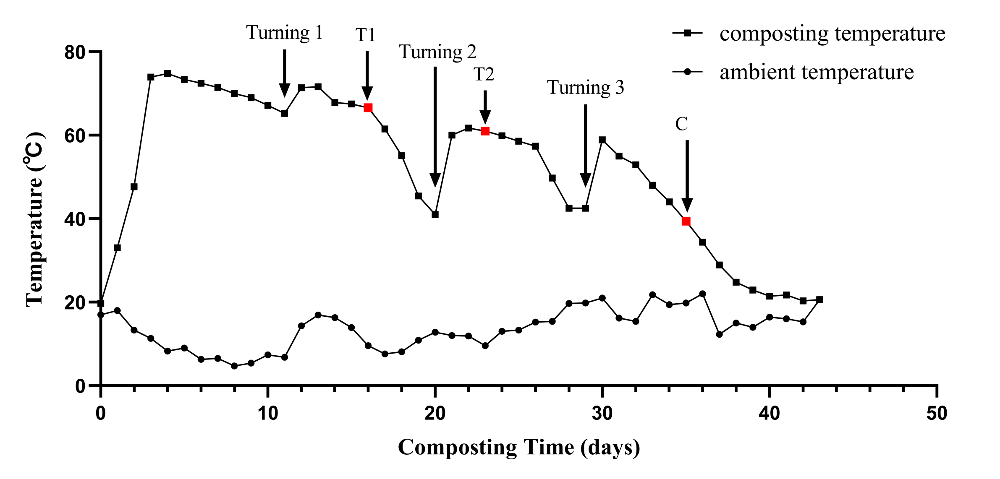 Turning 1
T1
Turning 2
T2
Turning 3
C
composting temperature
ambient temperature
Temperature (℃)
80
60
40
20
0
0 10 20 30 40 50
Composting Time (days)